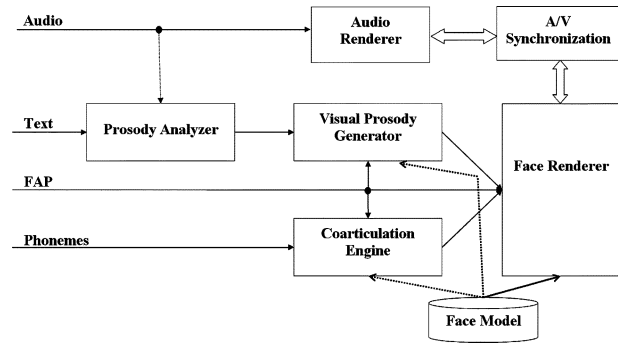 Audio
Audio
Renderer
A/V
Synchronization
Text
Prosody Analyzer
Visual Prosody
Generator
Face Renderer
FAP
Phonemes
Coarticulation
Engine
Face Model